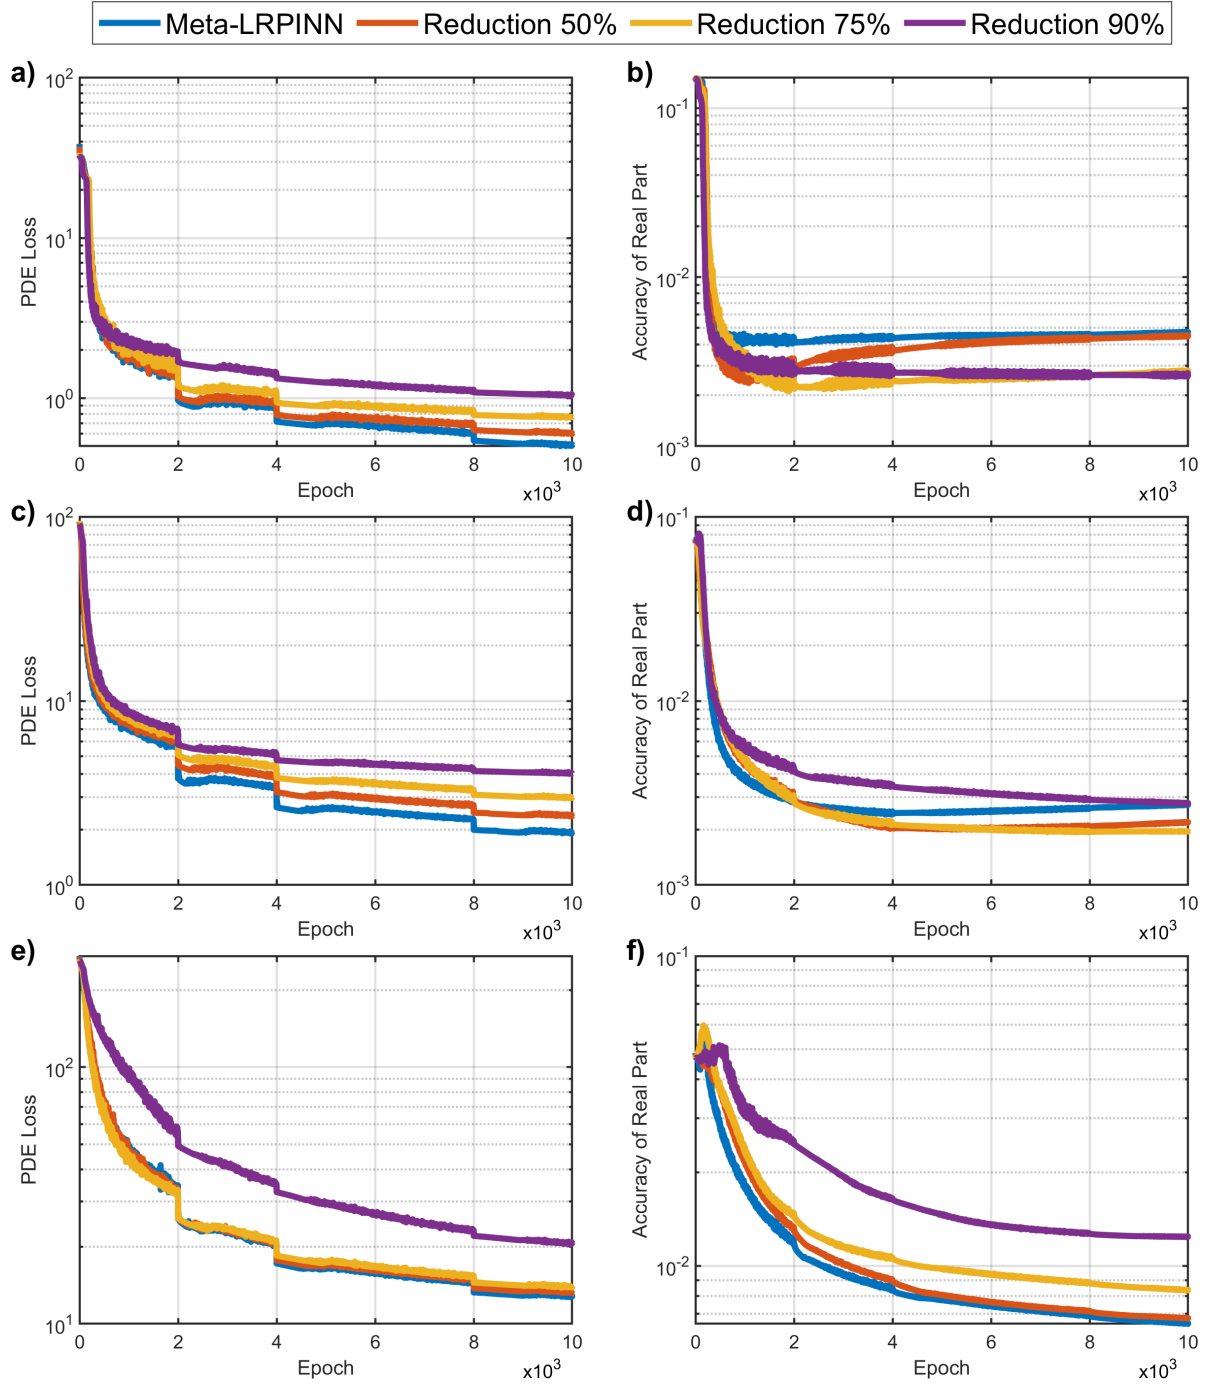 Meta-LRPINN Reduction 50% Reduction 75% Reduction 90%
a)
10^2
10^1
10^0
PDE Loss
0 2 4 6 8 10
Epoch
x10^3
b)
10^-1
10^-2
10^-3
Accuracy of Real Part
0 2 4 6 8 10
Epoch
x10^3
c)
10^2
10^1
10^0
PDE Loss
0 2 4 6 8 10
Epoch
x10^3
d)
10^-1
10^-2
10^-3
Accuracy of Real Part
0 2 4 6 8 10
Epoch
x10^3
e)
10^2
10^1
PDE Loss
0 2 4 6 8 10
Epoch
x10^3
f)
10^-1
10^-2
Accuracy of Real Part
0 2 4 6 8 10
Epoch
x10^3